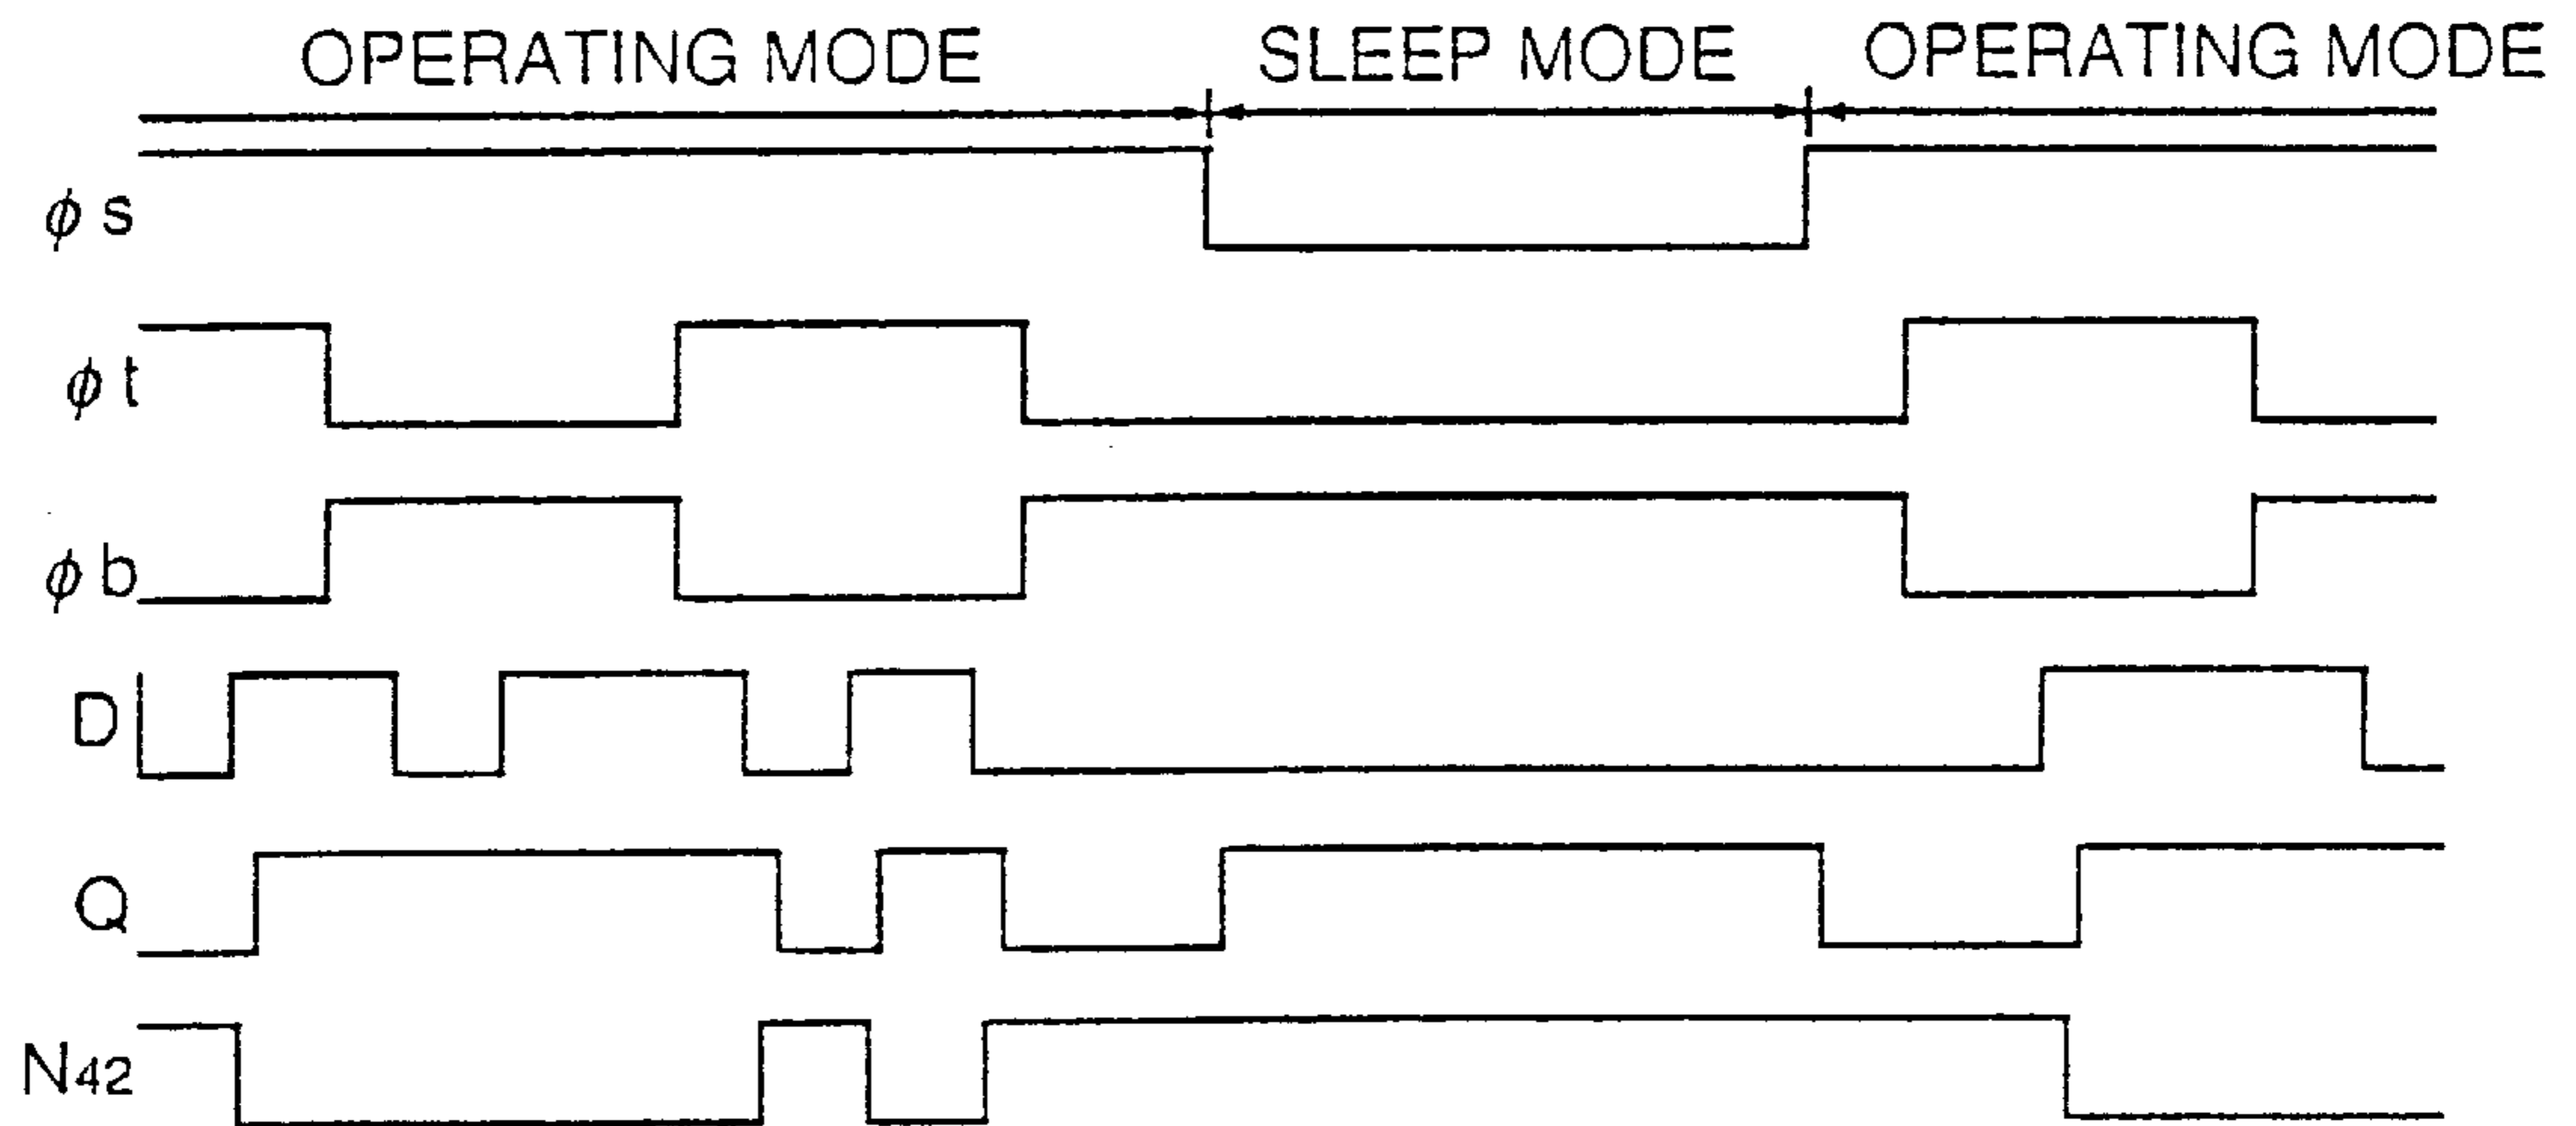 OPERATING MODE SLEEP MODE OPERATING MODE
ϕ s
ϕ t
ϕ b
D
Q
N42